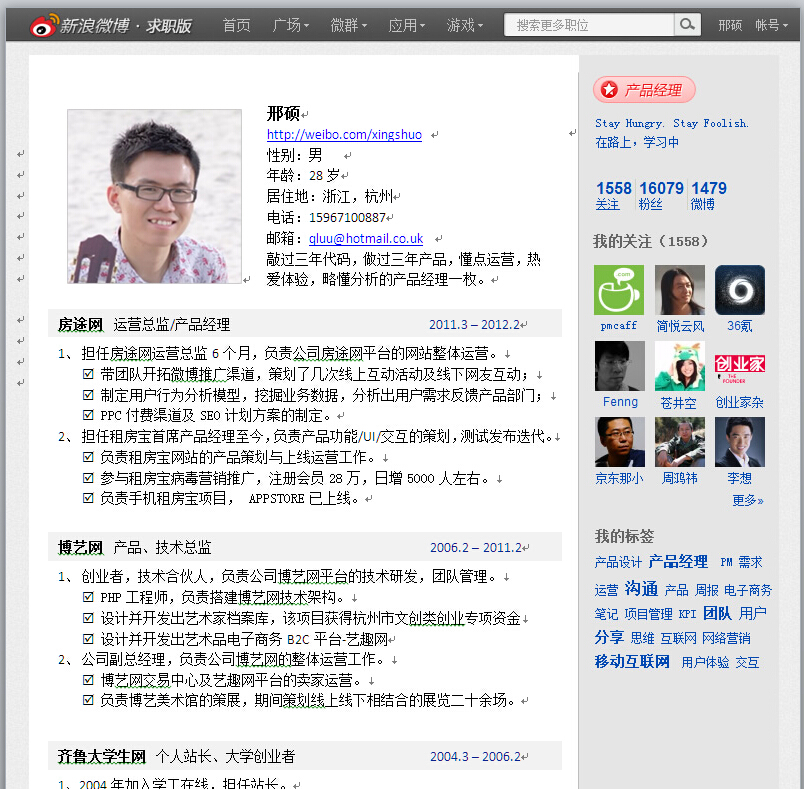 新浪微博·求职版 首页 广场 微群 应用 游戏 搜索更多职位 邢硕 帐号
邢硕
http://weibo.com/xingshuo
性别：男
年龄：28 岁
居住地：浙江，杭州
电话：15967100887
邮箱：qluu@hotmail.co.uk
敲过三年代码，做过三年产品，懂点运营，热
爱体验，略懂分析的产品经理一枚。
房途网 运营总监/产品经理 2011.3 – 2012.2
1、 担任房途网运营总监 6 个月，负责公司房途网平台的网站整体运营。
带团队开拓微博推广渠道，策划了几次线上互动活动及线下网友互动；
制定用户行为分析模型，挖掘业务数据，分析出用户需求反馈产品部门；
PPC 付费渠道及 SEO 计划方案的制定。
2、 担任租房宝首席产品经理至今，负责产品功能/UI/交互的策划，测试发布迭代。
负责租房宝网站的产品策划与上线运营工作。
参与租房宝病毒营销推广，注册会员 28 万，日增 5000 人左右。
负责手机租房宝项目， APPSTORE 已上线。
博艺网 产品、技术总监 2006.2 – 2011.2
1、 创业者，技术合伙人，负责公司博艺网平台的技术研发，团队管理。
PHP 工程师，负责搭建博艺网技术架构。
设计并开发出艺术家档案库，该项目获得杭州市文创类创业专项资金
设计并开发出艺术品电子商务 B2C 平台-艺趣网
2、 公司副总经理，负责公司博艺网的整体运营工作。
博艺网交易中心及艺趣网平台的卖家运营。
负责博艺美术馆的策展，期间策划线上线下相结合的展览二十余场。
齐鲁大学生网 个人站长、大学创业者 2004.3 – 2006.2
1、2004 年加入学工在线，担任站长。
产品经理
Stay Hungry. Stay Foolish.
在路上，学习中
1558 16079 1479
关注 粉丝 微博
我的关注（1558）
.com
pmcaff 简悦云风 36氪
创业家
THE FOUNDER
Fenng 苍井空 创业家杂
京东那小 周鸿祎 李想
更多»
我的标签
产品设计 产品经理 PM 需求
运营 沟通 产品 周报 电子商务
笔记 项目管理 KPI 团队 用户
分享 思维 互联网 网络营销
移动互联网 用户体验 交互